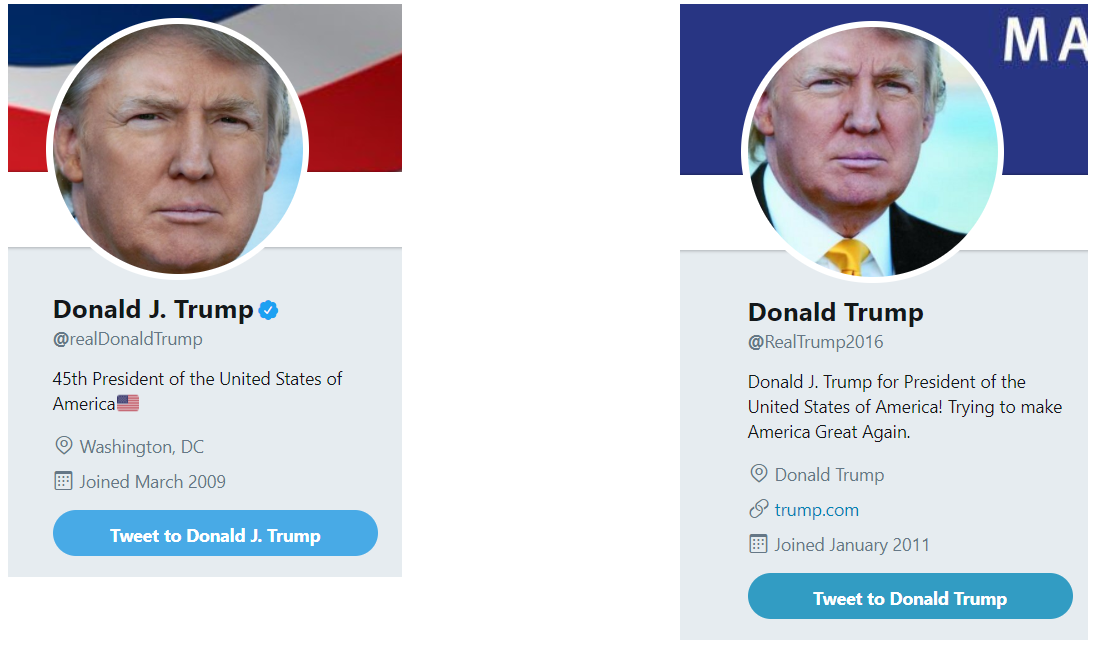 Donald J. Trump
@realDonaldTrump
45th President of the United States of
America🇺🇸
Washington, DC
Joined March 2009
Tweet to Donald J. Trump
MA
Donald Trump
@RealTrump2016
Donald J. Trump for President of the
United States of America! Trying to make
America Great Again.
Donald Trump
trump.com
Joined January 2011
Tweet to Donald Trump